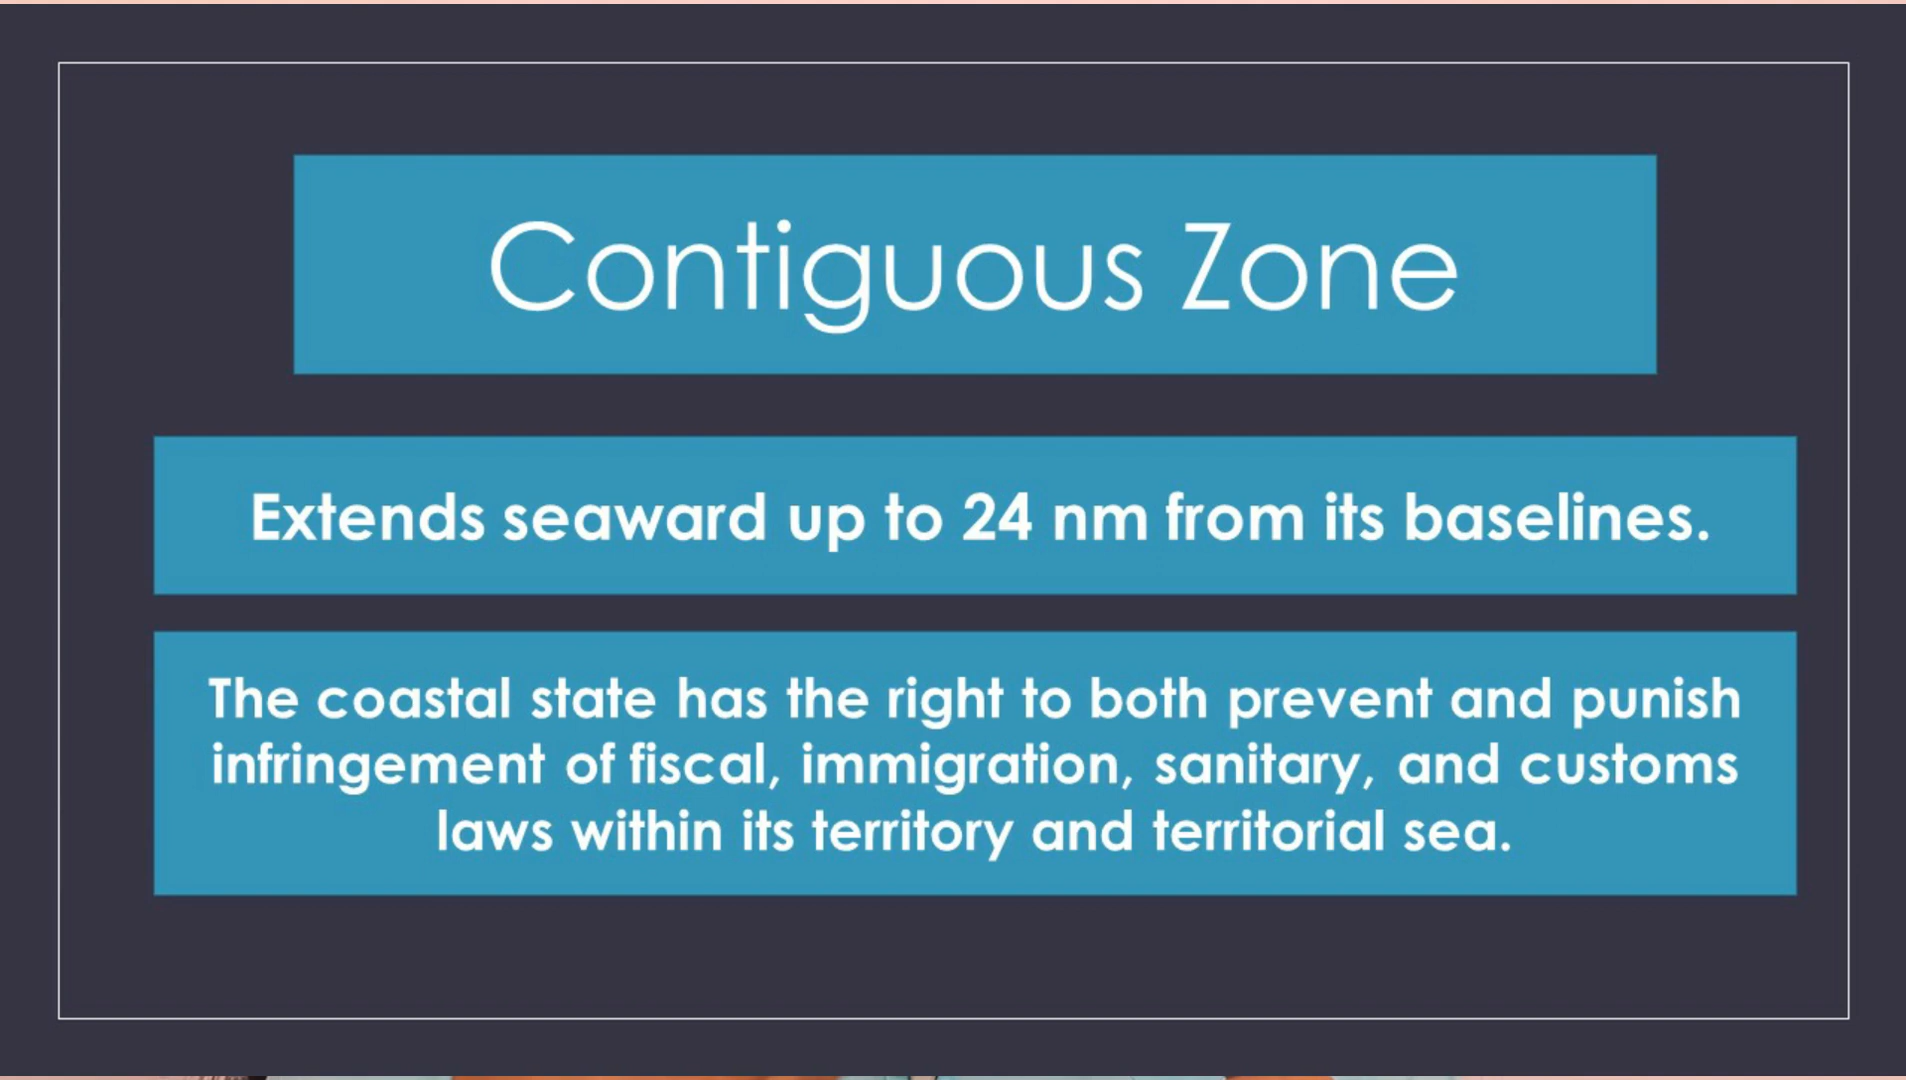 Contiguous Zone
Extends seaward up to 24 nm from its baselines.
The coastal state has the right to both prevent and punish
infringement of fiscal, immigration, sanitary, and customs
laws within its territory and territorial sea.